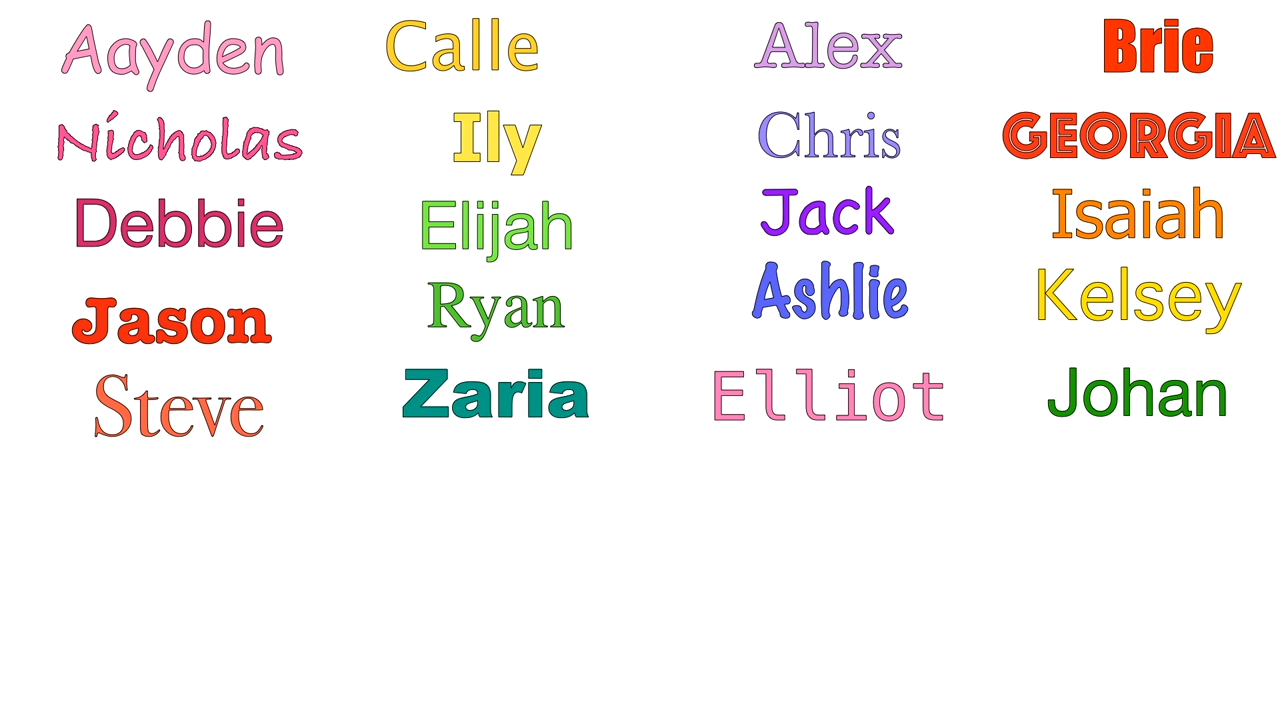 Aayden Calle Alex Brie
Nicholas Ily Chris GEORGIA
Debbie Elijah Jack Isaiah
Jason Ryan Ashlie Kelsey
Steve Zaria Elliot Johan